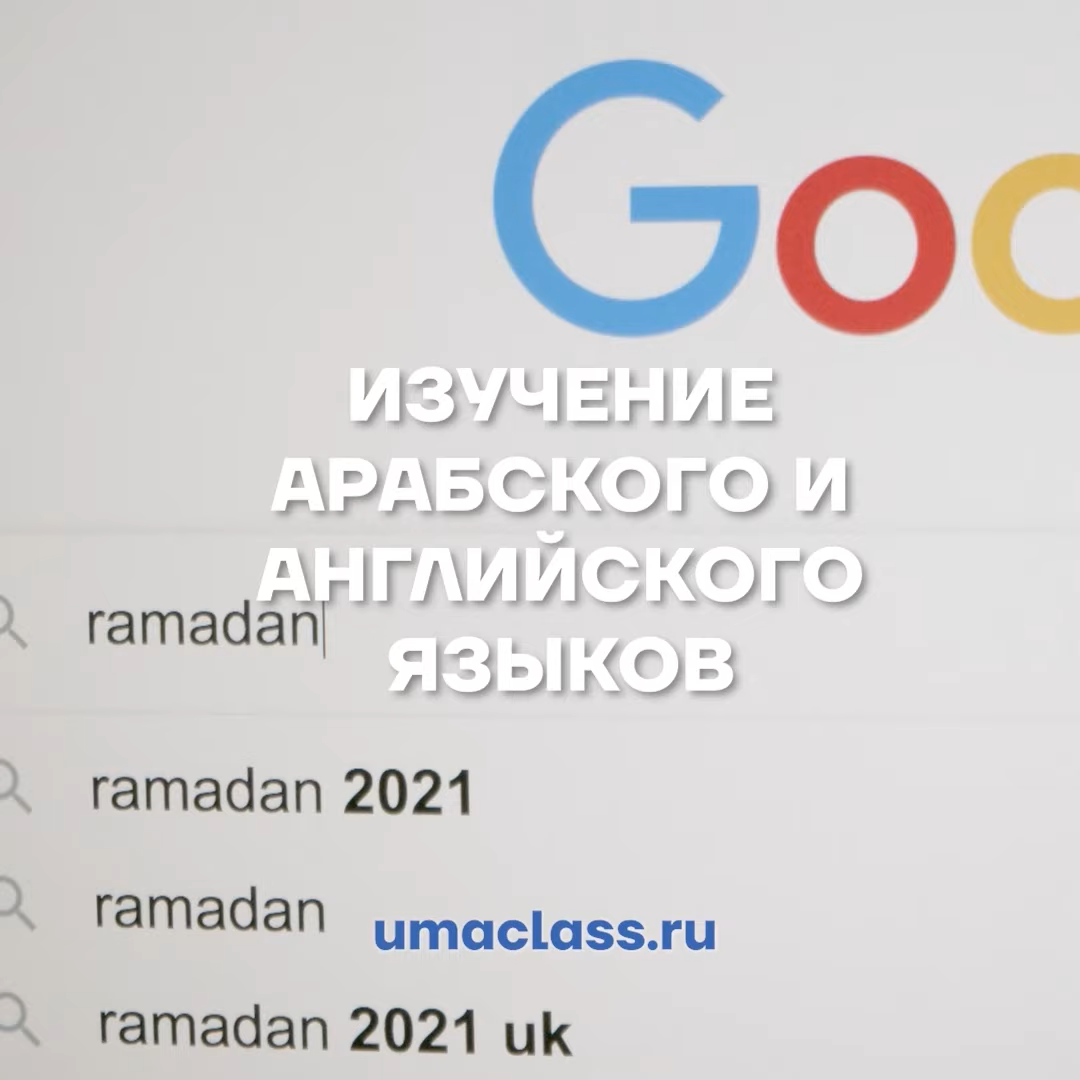 Goo
ИЗУЧЕНИЕ
АРАБСКОГО И
АНГЛИЙСКОГО
ЯЗЫКОВ
ramadan
ramadan 2021
ramadan
umaclass.ru
ramadan 2021 uk